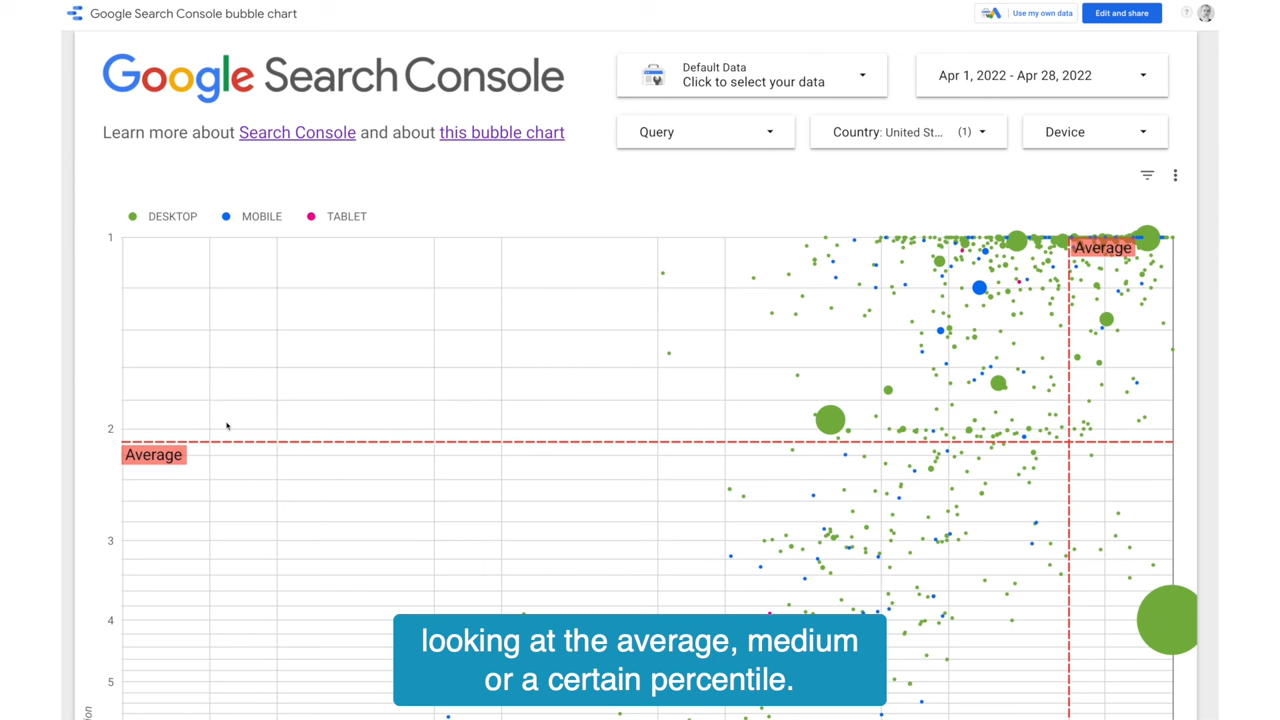 Google Search Console bubble chart
Use my own data
Edit and share
?
Google Search Console
Default Data
Click to select your data
Apr 1, 2022 - Apr 28, 2022
Learn more about Search Console and about this bubble chart
Query
Country: United St... (1)
Device
DESKTOP
MOBILE
TABLET
1
Average
2
Average
3
4
looking at the average, medium
or a certain percentile.
5